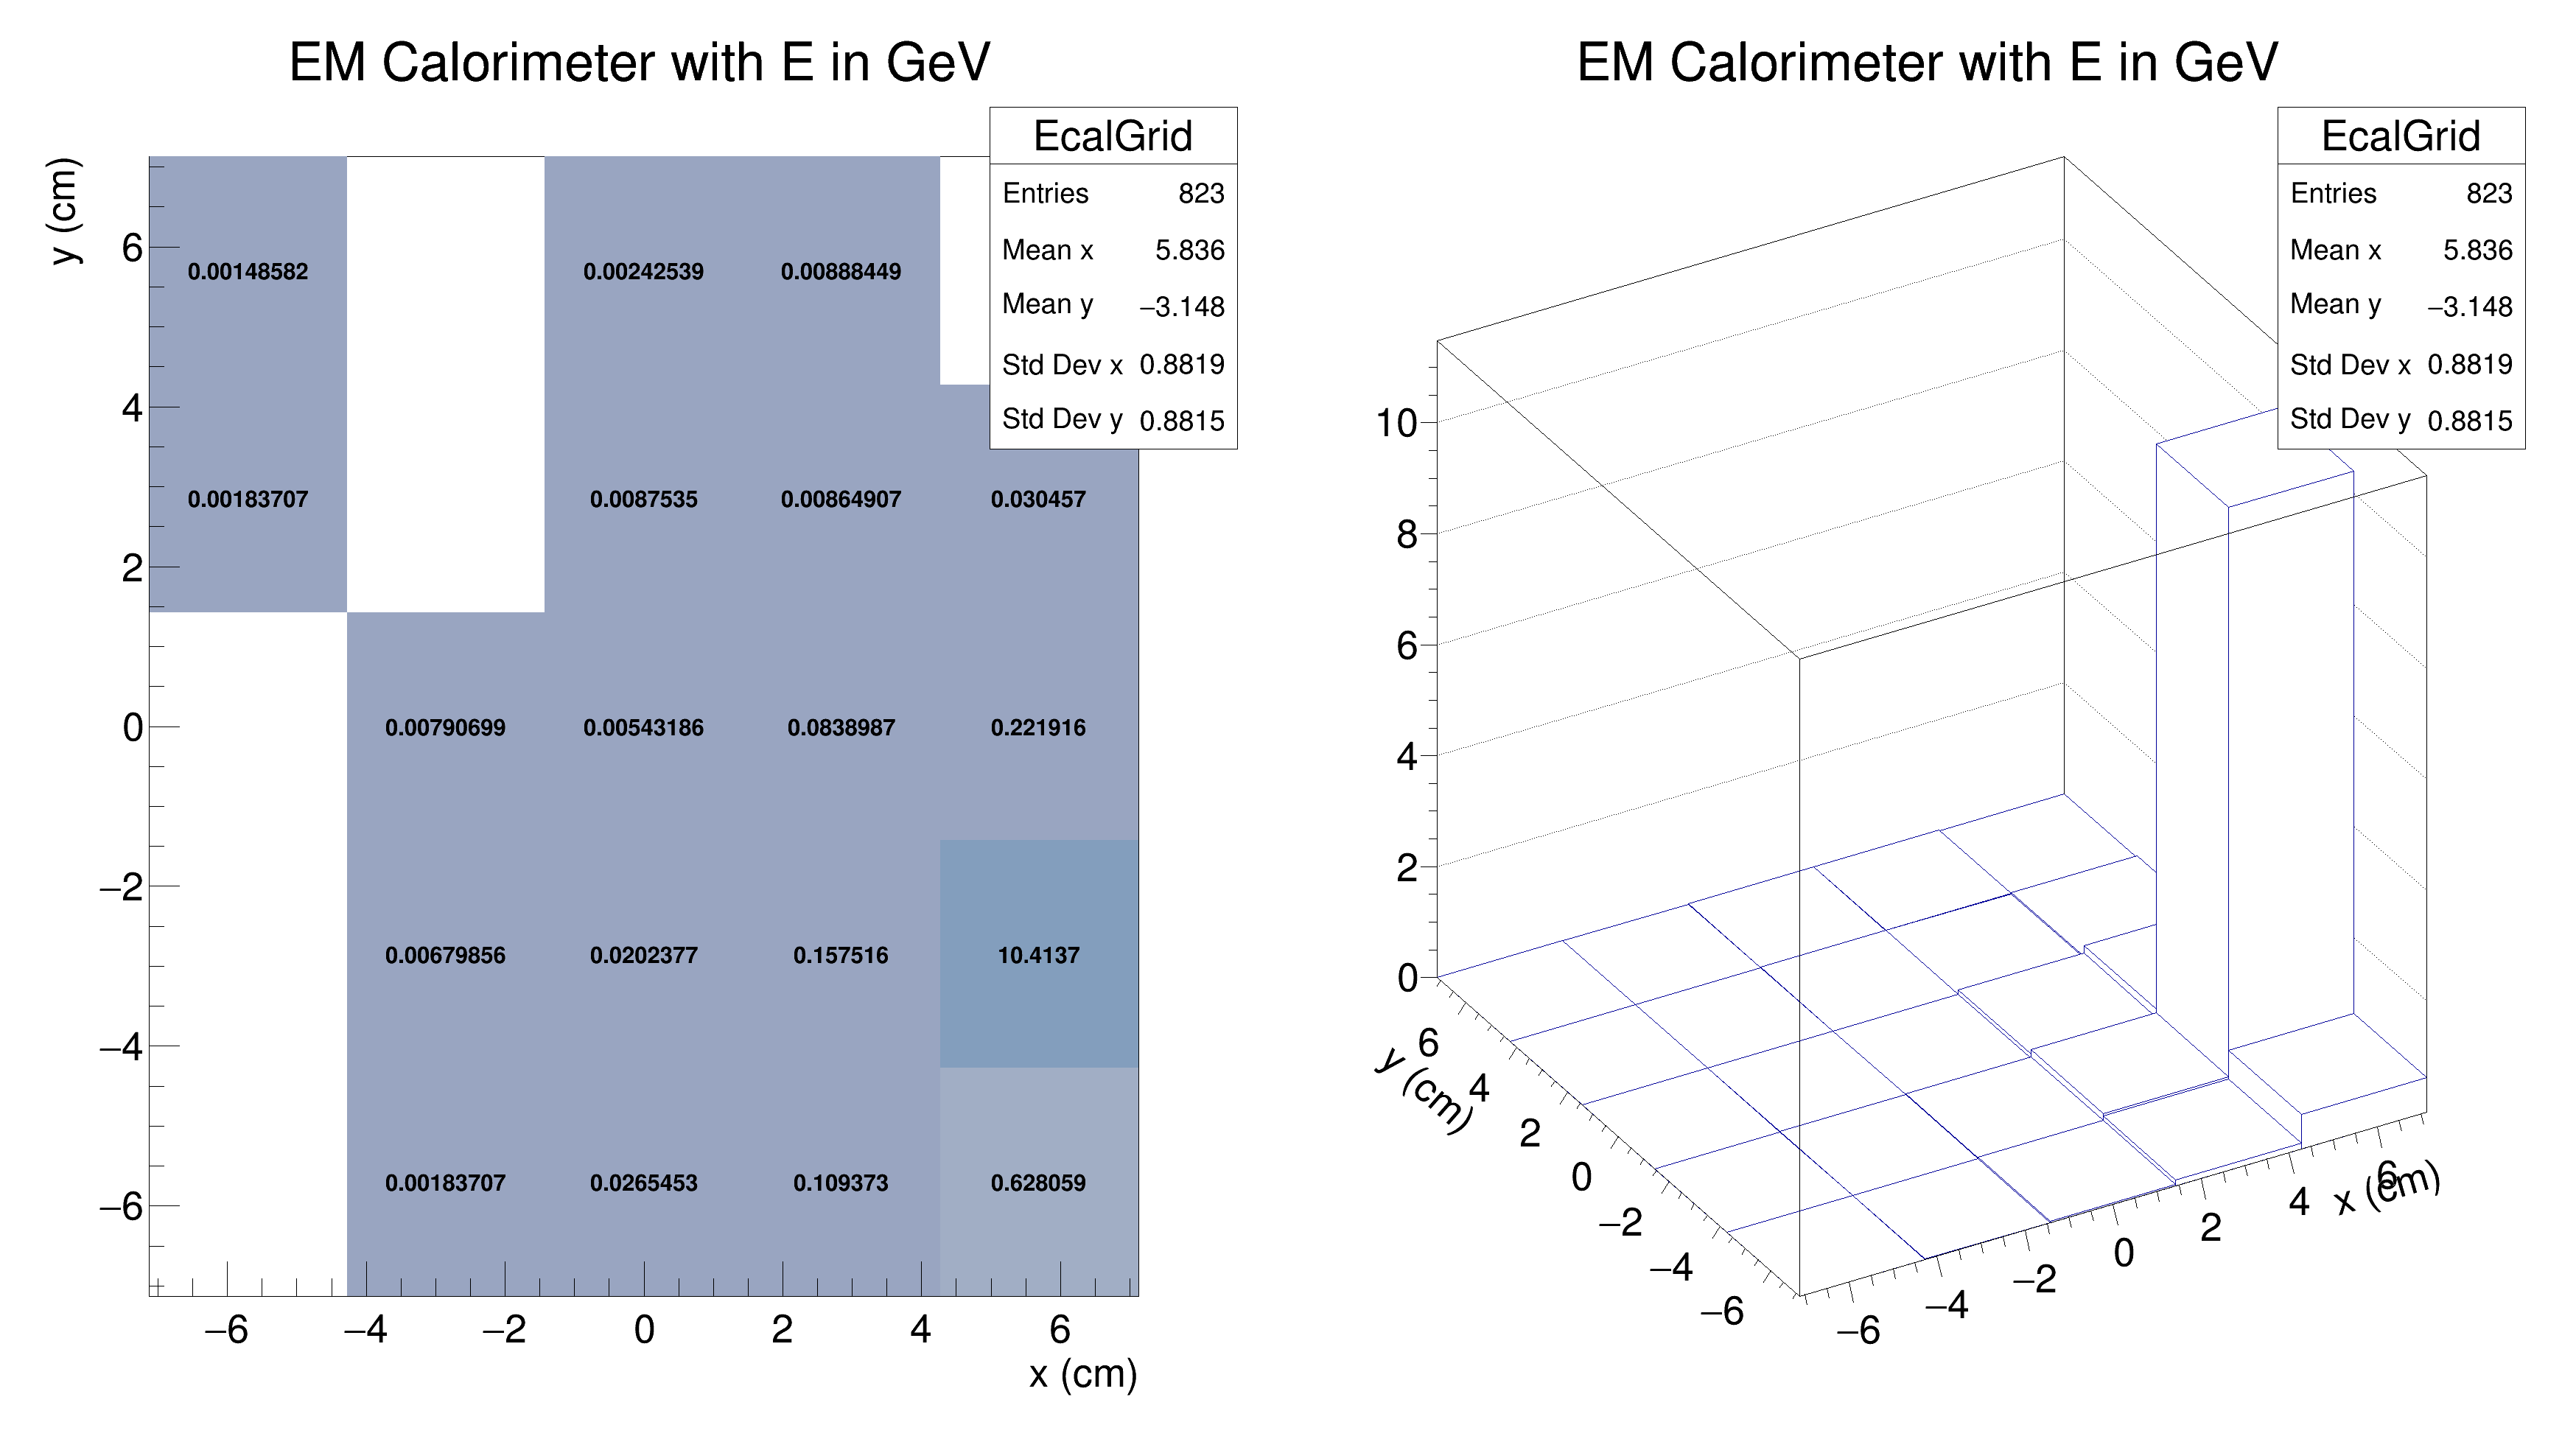 EM Calorimeter with E in GeV
EcalGrid
Entries 823
Mean x 5.836
Mean y −3.148
Std Dev x 0.8819
Std Dev y 0.8815
y (cm)
6
4
2
0
−2
−4
−6
0.00148582 0.00242539 0.00888449
0.00183707 0.0087535 0.00864907 0.030457
0.00790699 0.00543186 0.0838987 0.221916
0.00679856 0.0202377 0.157516 10.4137
0.00183707 0.0265453 0.109373 0.628059
−6 −4 −2 0 2 4 6
x (cm)
EM Calorimeter with E in GeV
EcalGrid
Entries 823
Mean x 5.836
Mean y −3.148
Std Dev x 0.8819
Std Dev y 0.8815
10
8
6
4
2
0
y (cm)
6
4
2
0
−2
−4
−6
−6 −4 −2 0 2 4 6
x (cm)